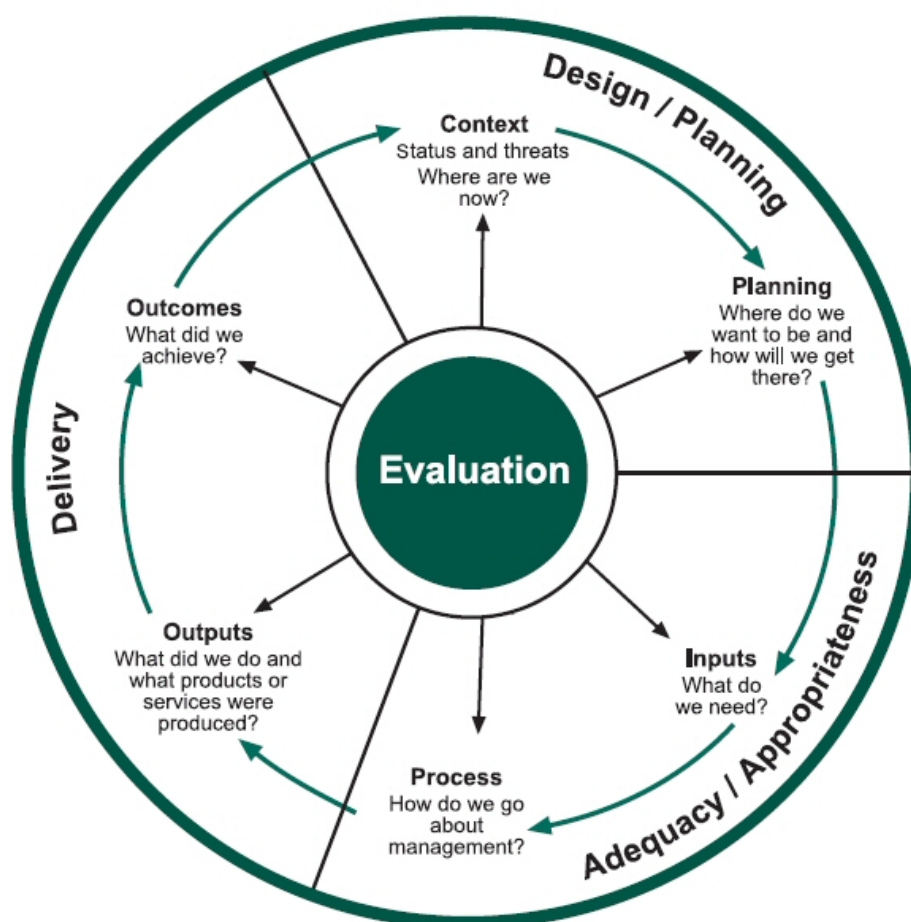 Design / Planning
Context
Status and threats
Where are we
now?
Planning
Where do we
want to be and
how will we get
there?
Outcomes
What did we
achieve?
Delivery
Evaluation
Outputs
What did we do and
what products or
services were
produced?
Inputs
What do
we need?
Process
How do we go
about
management?
Adequacy / Appropriateness